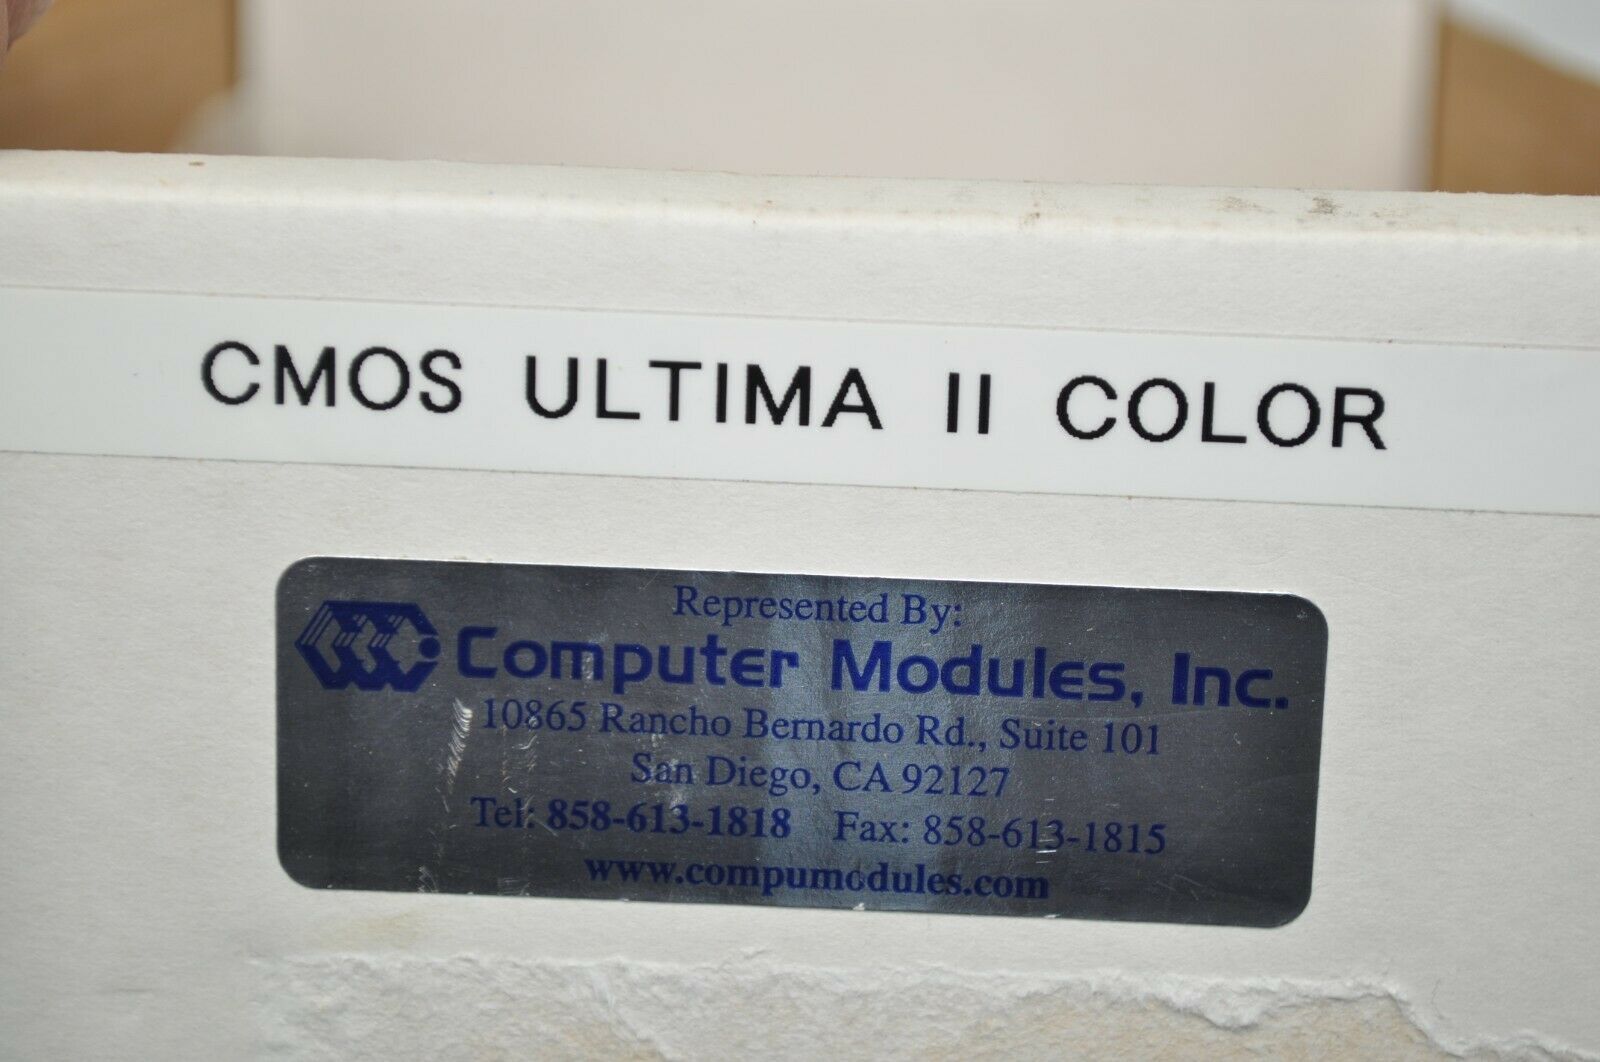 CMOS ULTIMA II COLOR
Represented By:
Computer Modules, Inc.
10865 Rancho Bernardo Rd., Suite 101
San Diego, CA 92127
Tel: 858-613-1818 Fax: 858-613-1815
www.compumodules.com